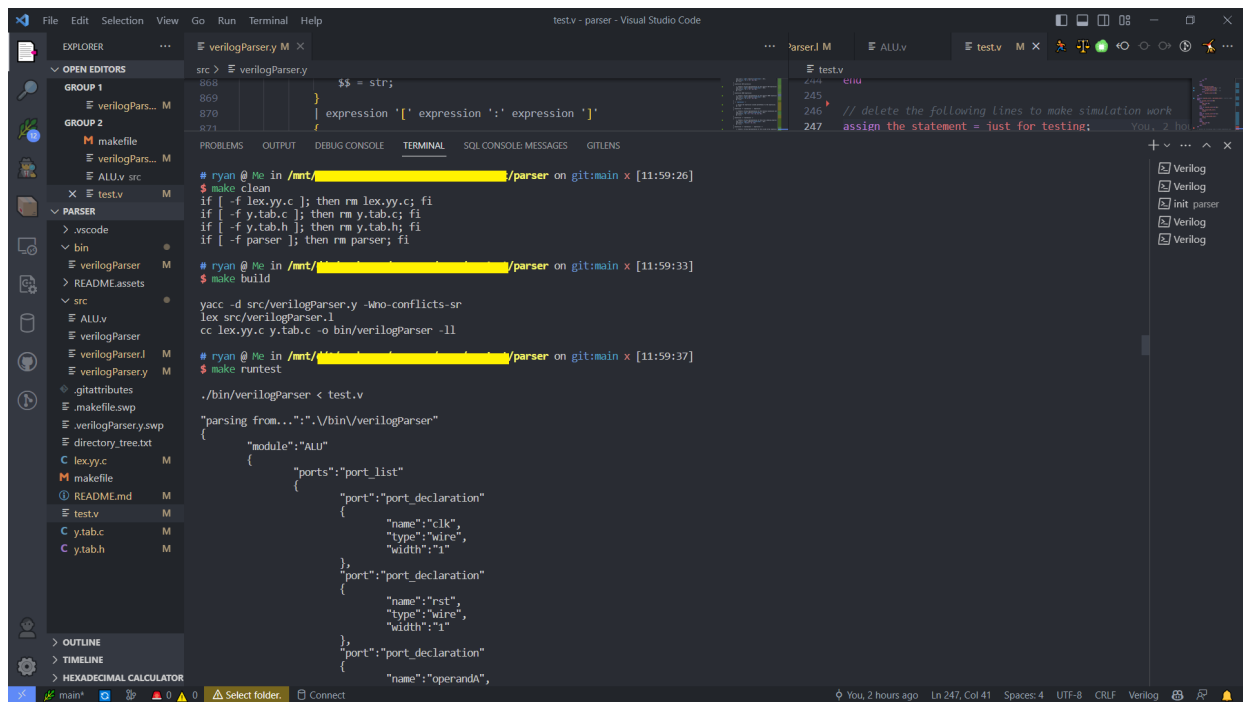 File Edit Selection View Go Run Terminal Help
test.v - parser - Visual Studio Code
EXPLORER
OPEN EDITORS
GROUP 1
verilogPars... M
GROUP 2
makefile
verilogPars... M
ALU.v src
test.v M
PARSER
.vscode
bin
verilogParser M
README.assets
src
ALU.v
verilogParser
verilogParser.l M
verilogParser.y M
.gitattributes
.makefile.swp
.verilogParser.y.swp
directory_tree.txt
lex.yy.c M
makefile
README.md M
test.v M
y.tab.c M
y.tab.h M
OUTLINE
TIMELINE
HEXADECIMAL CALCULATOR
verilogParser.y M
src > verilogParser.y
868 $$ = str;
869 }
870 | expression '[' expression ':' expression ']'
871 {
Parser.l M ALU.v test.v M
test.v
244 end
245
246 // delete the following lines to make simulation work
247 assign the statement = just for testing; You, 2 ho
PROBLEMS OUTPUT DEBUG CONSOLE TERMINAL SQL CONSOLE: MESSAGES GITLENS
# ryan @ Me in /mnt/ /parser on git:main x [11:59:26]
$ make clean
if [ -f lex.yy.c ]; then rm lex.yy.c; fi
if [ -f y.tab.c ]; then rm y.tab.c; fi
if [ -f y.tab.h ]; then rm y.tab.h; fi
if [ -f parser ]; then rm parser; fi
# ryan @ Me in /mnt/ /parser on git:main x [11:59:33]
$ make build
yacc -d src/verilogParser.y -Wno-conflicts-sr
lex src/verilogParser.l
cc lex.yy.c y.tab.c -o bin/verilogParser -ll
# ryan @ Me in /mnt/ /parser on git:main x [11:59:37]
$ make runtest
./bin/verilogParser < test.v
"parsing from...":".\/bin\/verilogParser"
{
"module":"ALU"
{
"ports":"port_list"
{
"port":"port_declaration"
{
"name":"clk",
"type":"wire",
"width":"1"
},
"port":"port_declaration"
{
"name":"rst",
"type":"wire",
"width":"1"
},
"port":"port_declaration"
{
"name":"operandA",
Verilog
Verilog
init parser
Verilog
Verilog
12
main* 0 0 Select folder. Connect
You, 2 hours ago Ln 247, Col 41 Spaces: 4 UTF-8 CRLF Verilog